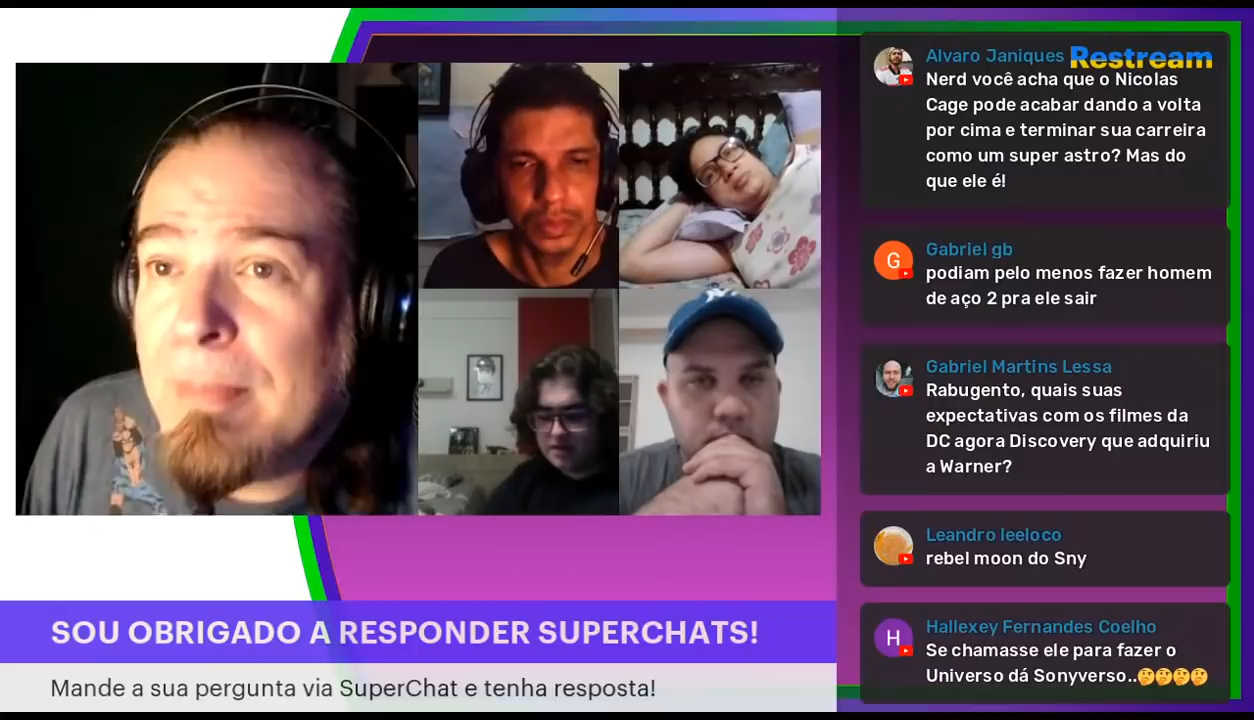 Alvaro Janiques
Restream
Nerd você acha que o Nicolas
Cage pode acabar dando a volta
por cima e terminar sua carreira
como um super astro? Mas do
que ele é!
G
Gabriel gb
podiam pelo menos fazer homem
de aço 2 pra ele sair
Gabriel Martins Lessa
Rabugento, quais suas
expectativas com os filmes da
DC agora Discovery que adquiriu
a Warner?
Leandro leeloco
rebel moon do Sny
H
Hallexey Fernandes Coelho
Se chamasse ele para fazer o
Universo dá Sonyverso..🤔🤔🤔🤔
SOU OBRIGADO A RESPONDER SUPERCHATS!
Mande a sua pergunta via SuperChat e tenha resposta!